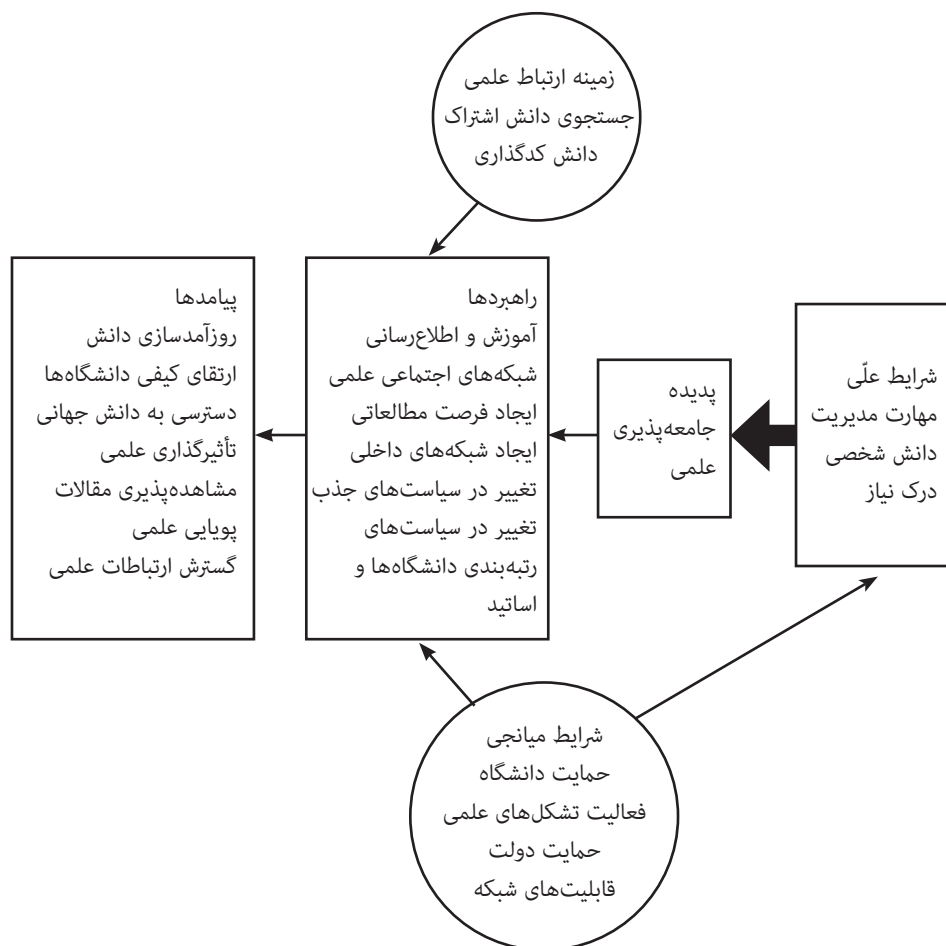 زمینه ارتباط علمی
جستجوی دانش اشتراک
دانش کدگذاری
شرایط علّی
مهارت مدیریت
دانش شخصی
درک نیاز
پدیده
جامعه‌پذیری
علمی
راهبردها
آموزش و اطلاع‌رسانی
شبکه‌های اجتماعی علمی
ایجاد فرصت مطالعاتی
ایجاد شبکه‌های داخلی
تغییر در سیاست‌های جذب
تغییر در سیاست‌های
رتبه‌بندی دانشگاه‌ها و
اساتید
پیامدها
روزآمدسازی دانش
ارتقای کیفی دانشگاه‌ها
دسترسی به دانش جهانی
تأثیرگذاری علمی
مشاهده‌پذیری مقالات
پویایی علمی
گسترش ارتباطات علمی
شرایط میانجی
حمایت دانشگاه
فعالیت تشکل‌های علمی
حمایت دولت
قابلیت‌های شبکه